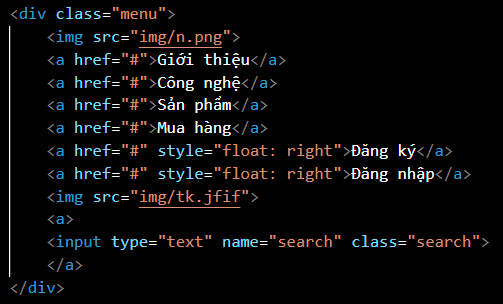 <div class="menu">
<img src="img/n.png">
<a href="#">Giới thiệu</a>
<a href="#">Công nghệ</a>
<a href="#">Sản phẩm</a>
<a href="#">Mua hàng</a>
<a href="#" style="float: right">Đăng ký</a>
<a href="#" style="float: right">Đăng nhập</a>
<img src="img/tk.jfif">
<a>
<input type="text" name="search" class="search">
</a>
</div>